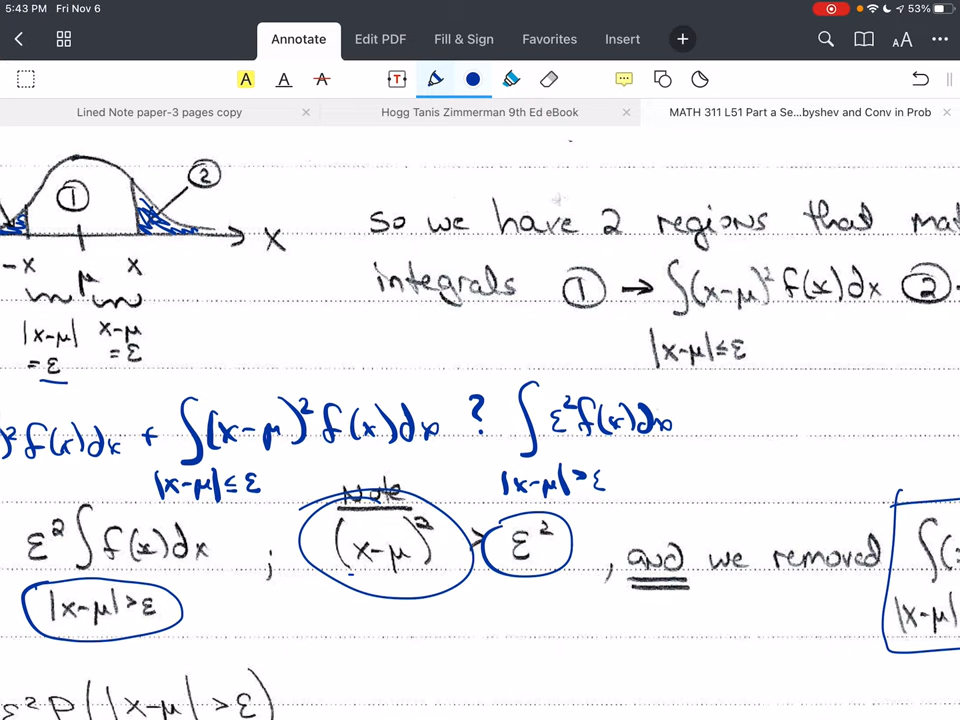 5:43 PM Fri Nov 6
53%
Annotate Edit PDF Fill & Sign Favorites Insert
AA
A A A T
Lined Note paper-3 pages copy
Hogg Tanis Zimmerman 9th Ed eBook
MATH 311 L51 Part a Se...byshev and Conv in Prob
① ②
-x μ x x
|x-μ| x-μ
= ε = ε
so we have 2 regions that
integrals ① → ∫(x-μ)² f(x)dx ②
|x-μ|≤ε
)² f(x)dx + ∫(x-μ)² f(x)dx ? ∫ε² f(x)dx
|x-μ|≤ε |x-μ|>ε
Note
ε² ∫f(x)dx ; (x-μ)² > ε² , and we removed ∫(
|x-μ|>ε |x-μ|
ε² P(|x-μ|>ε)